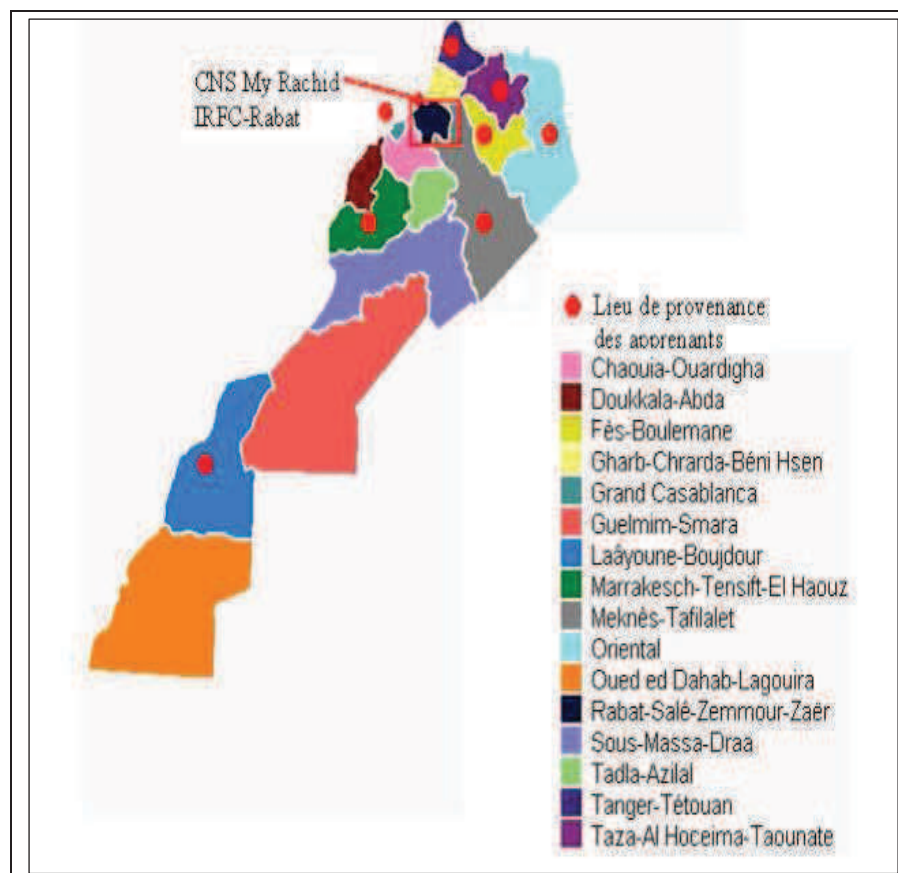 CNS My Rachid
IRFC-Rabat
Lieu de provenance
des apprenants
Chaouia-Ouardigha
Doukkala-Abda
Fès-Boulemane
Gharb-Chrarda-Béni Hsen
Grand Casablanca
Guelmim-Smara
Laâyoune-Boujdour
Marrakesch-Tensift-El Haouz
Meknès-Tafilalet
Oriental
Oued ed Dahab-Lagouira
Rabat-Salé-Zemmour-Zaër
Sous-Massa-Draa
Tadla-Azilal
Tanger-Tétouan
Taza-Al Hoceima-Taounate